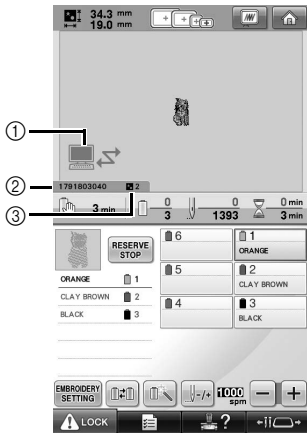 34.3 mm
19.0 mm
1
2 1791803040 2
3
3 min 0 3 0 1393 0 min 3 min
RESERVE STOP
ORANGE 1
CLAY BROWN 2
BLACK 3
6 1 ORANGE
5 2 CLAY BROWN
4 3 BLACK
EMBROIDERY SETTING -/+ 1000 spm - +
LOCK ?